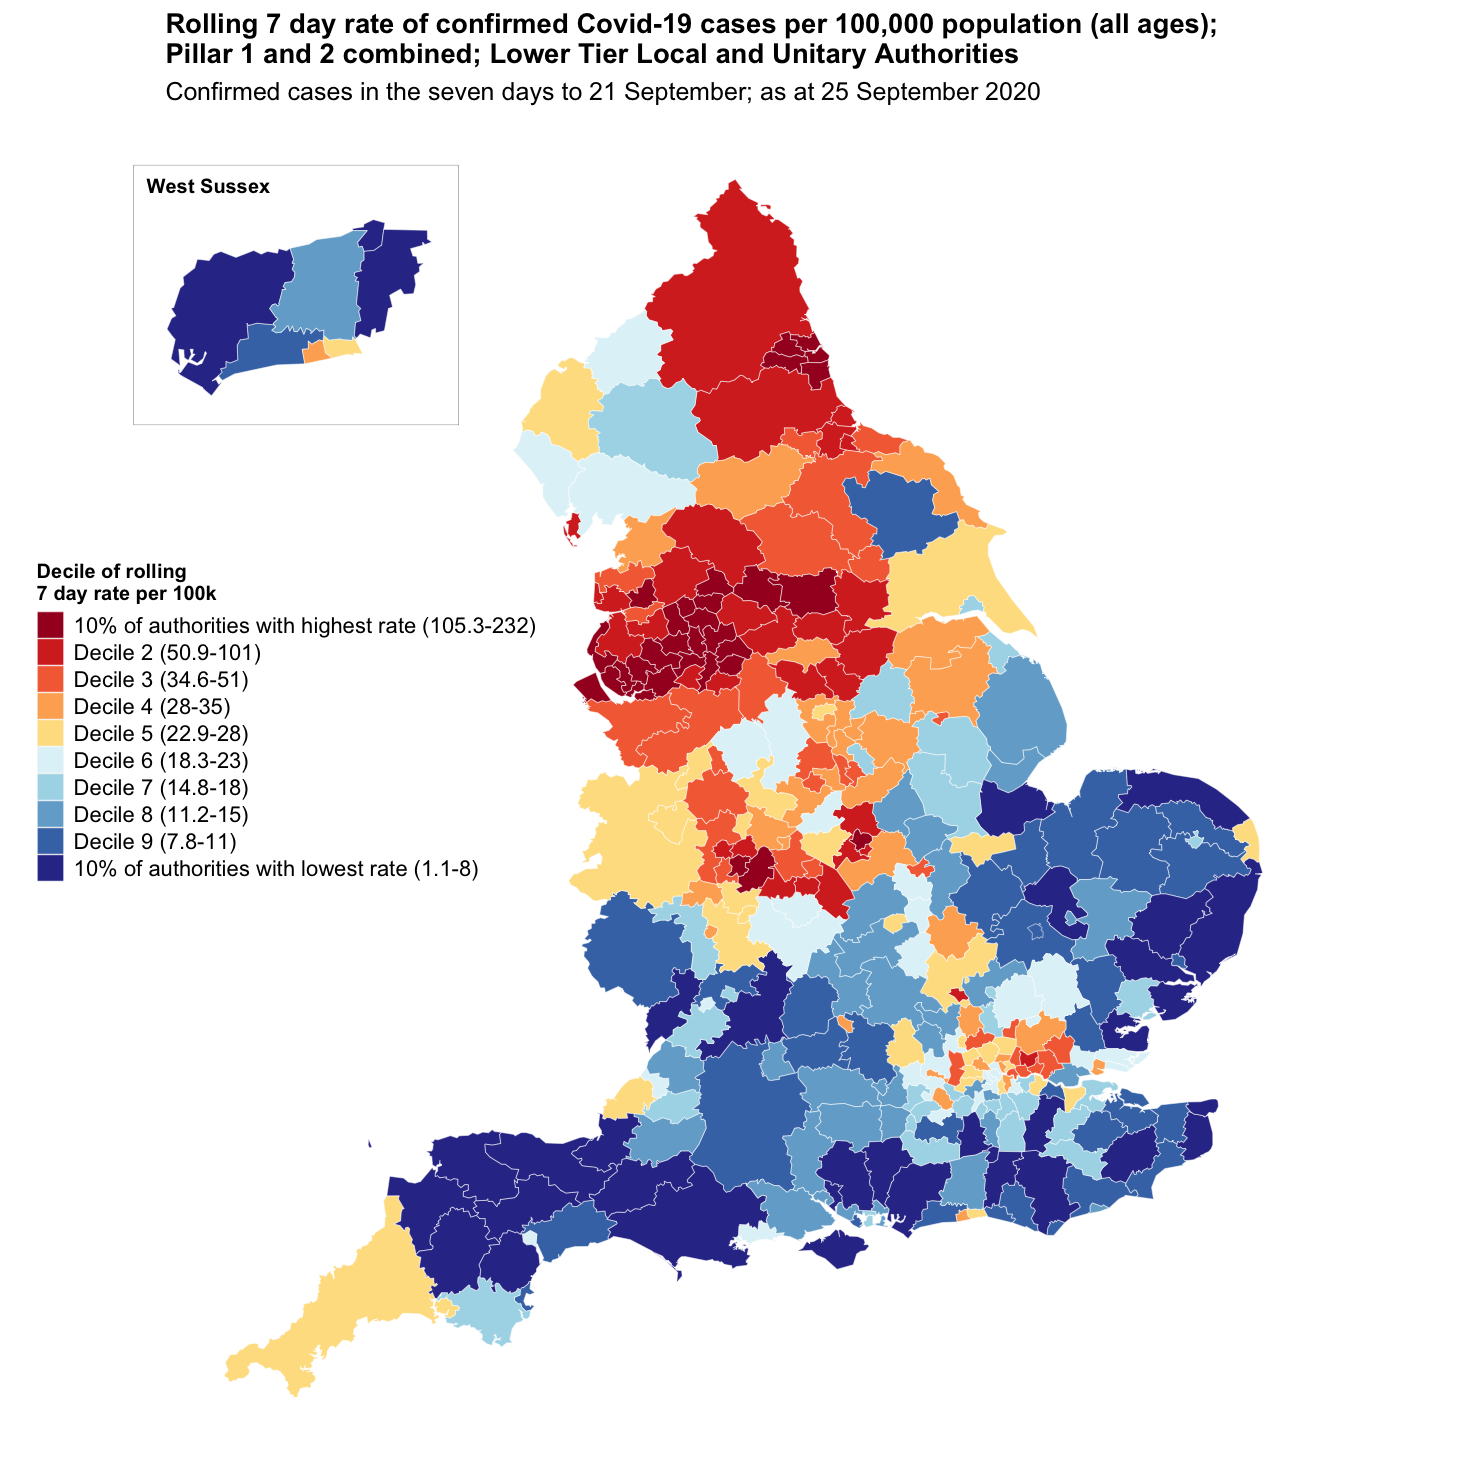 Rolling 7 day rate of confirmed Covid-19 cases per 100,000 population (all ages);
Pillar 1 and 2 combined; Lower Tier Local and Unitary Authorities
Confirmed cases in the seven days to 21 September; as at 25 September 2020
West Sussex
Decile of rolling
7 day rate per 100k
10% of authorities with highest rate (105.3-232)
Decile 2 (50.9-101)
Decile 3 (34.6-51)
Decile 4 (28-35)
Decile 5 (22.9-28)
Decile 6 (18.3-23)
Decile 7 (14.8-18)
Decile 8 (11.2-15)
Decile 9 (7.8-11)
10% of authorities with lowest rate (1.1-8)